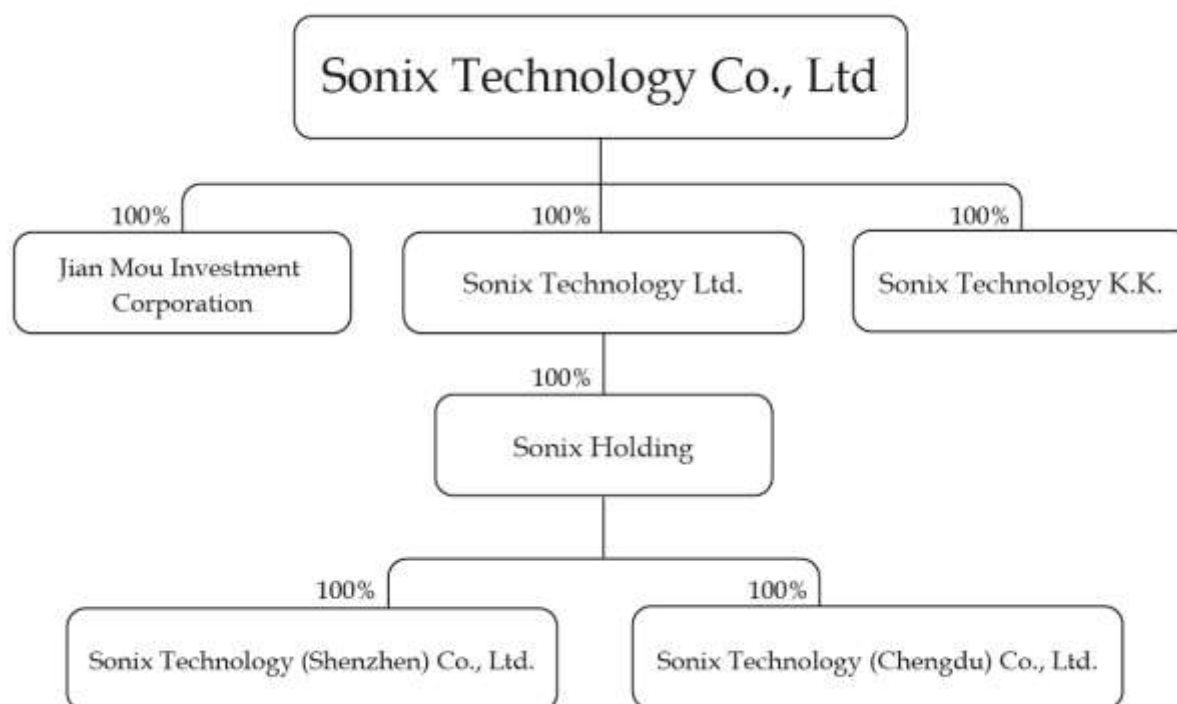 Sonix Technology Co., Ltd
100%
100%
100%
Jian Mou Investment
Corporation
Sonix Technology Ltd.
Sonix Technology K.K.
100%
Sonix Holding
100%
100%
Sonix Technology (Shenzhen) Co., Ltd.
Sonix Technology (Chengdu) Co., Ltd.